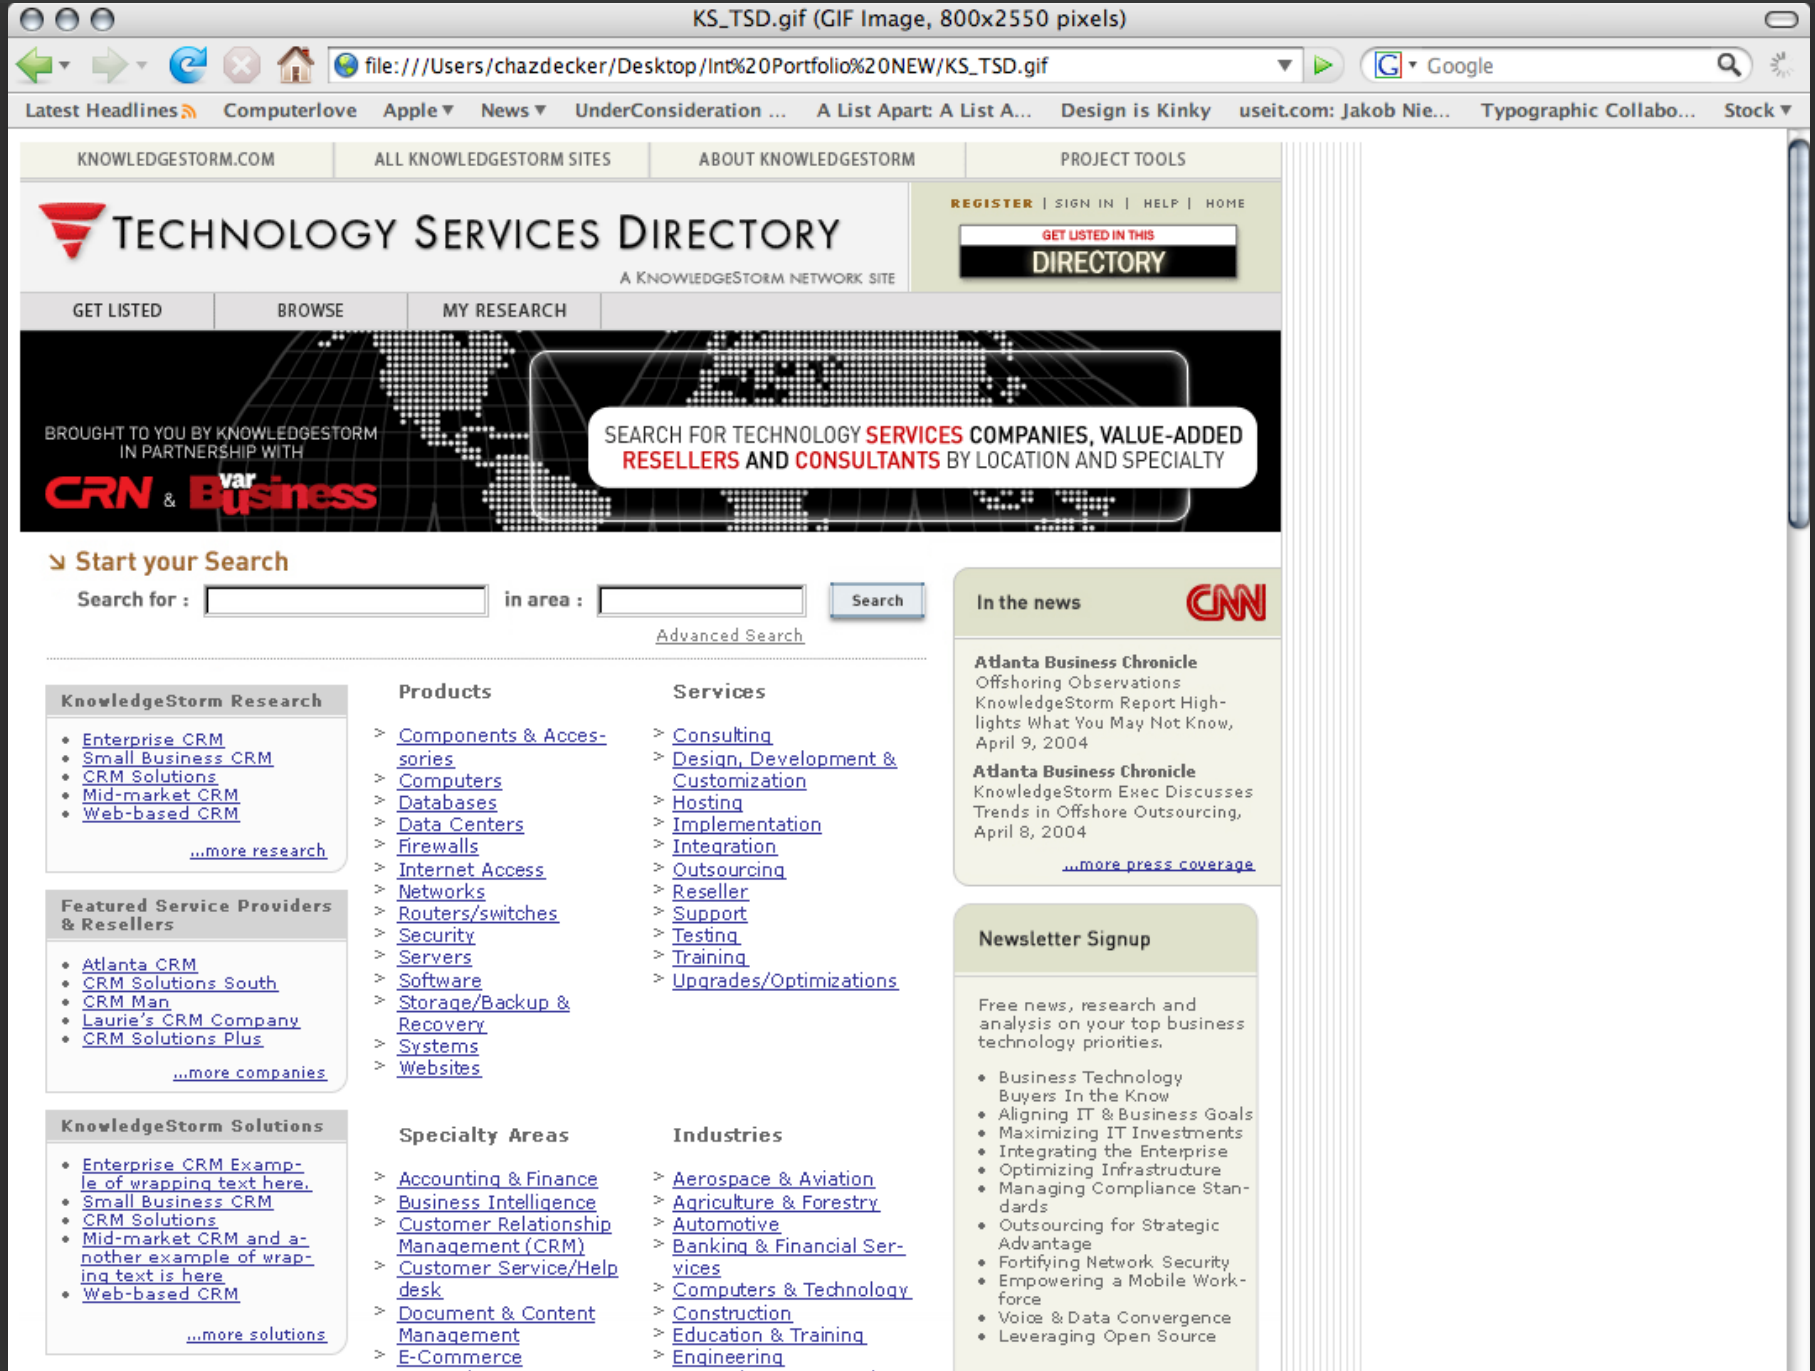 KS_TSD.gif (GIF Image, 800x2550 pixels)
file:///Users/chazdecker/Desktop/Int%20Portfolio%20NEW/KS_TSD.gif
Google
Latest Headlines
Computerlove
Apple
News
UnderConsideration ...
A List Apart: A List A...
Design is Kinky
useit.com: Jakob Nie...
Typographic Collabo...
Stock
KNOWLEDGESTORM.COM
ALL KNOWLEDGESTORM SITES
ABOUT KNOWLEDGESTORM
PROJECT TOOLS
TECHNOLOGY SERVICES DIRECTORY
A KNOWLEDGESTORM NETWORK SITE
REGISTER | SIGN IN | HELP | HOME
GET LISTED IN THIS
DIRECTORY
GET LISTED
BROWSE
MY RESEARCH
BROUGHT TO YOU BY KNOWLEDGESTORM
IN PARTNERSHIP WITH
CRN & varBusiness
SEARCH FOR TECHNOLOGY SERVICES COMPANIES, VALUE-ADDED
RESELLERS AND CONSULTANTS BY LOCATION AND SPECIALTY
Start your Search
Search for :
in area :
Search
Advanced Search
KnowledgeStorm Research
Enterprise CRM
Small Business CRM
CRM Solutions
Mid-market CRM
Web-based CRM
...more research
Featured Service Providers
& Resellers
Atlanta CRM
CRM Solutions South
CRM Man
Laurie's CRM Company
CRM Solutions Plus
...more companies
KnowledgeStorm Solutions
Enterprise CRM Examp-
le of wrapping text here.
Small Business CRM
CRM Solutions
Mid-market CRM and a-
nother example of wrap-
ing text is here
Web-based CRM
...more solutions
Products
> Components & Acces-
sories
> Computers
> Databases
> Data Centers
> Firewalls
> Internet Access
> Networks
> Routers/switches
> Security
> Servers
> Software
> Storage/Backup &
Recovery
> Systems
> Websites
Services
> Consulting
> Design, Development &
Customization
> Hosting
> Implementation
> Integration
> Outsourcing
> Reseller
> Support
> Testing
> Training
> Upgrades/Optimizations
Specialty Areas
> Accounting & Finance
> Business Intelligence
> Customer Relationship
Management (CRM)
> Customer Service/Help
desk
> Document & Content
Management
> E-Commerce
Industries
> Aerospace & Aviation
> Agriculture & Forestry
> Automotive
> Banking & Financial Ser-
vices
> Computers & Technology
> Construction
> Education & Training
> Engineering
In the news
CNN
Atlanta Business Chronicle
Offshoring Observations
KnowledgeStorm Report High-
lights What You May Not Know,
April 9, 2004
Atlanta Business Chronicle
KnowledgeStorm Exec Discusses
Trends in Offshore Outsourcing,
April 8, 2004
...more press coverage
Newsletter Signup
Free news, research and
analysis on your top business
technology priorities.
Business Technology
Buyers In the Know
Aligning IT & Business Goals
Maximizing IT Investments
Integrating the Enterprise
Optimizing Infrastructure
Managing Compliance Stan-
dards
Outsourcing for Strategic
Advantage
Fortifying Network Security
Empowering a Mobile Work-
force
Voice & Data Convergence
Leveraging Open Source